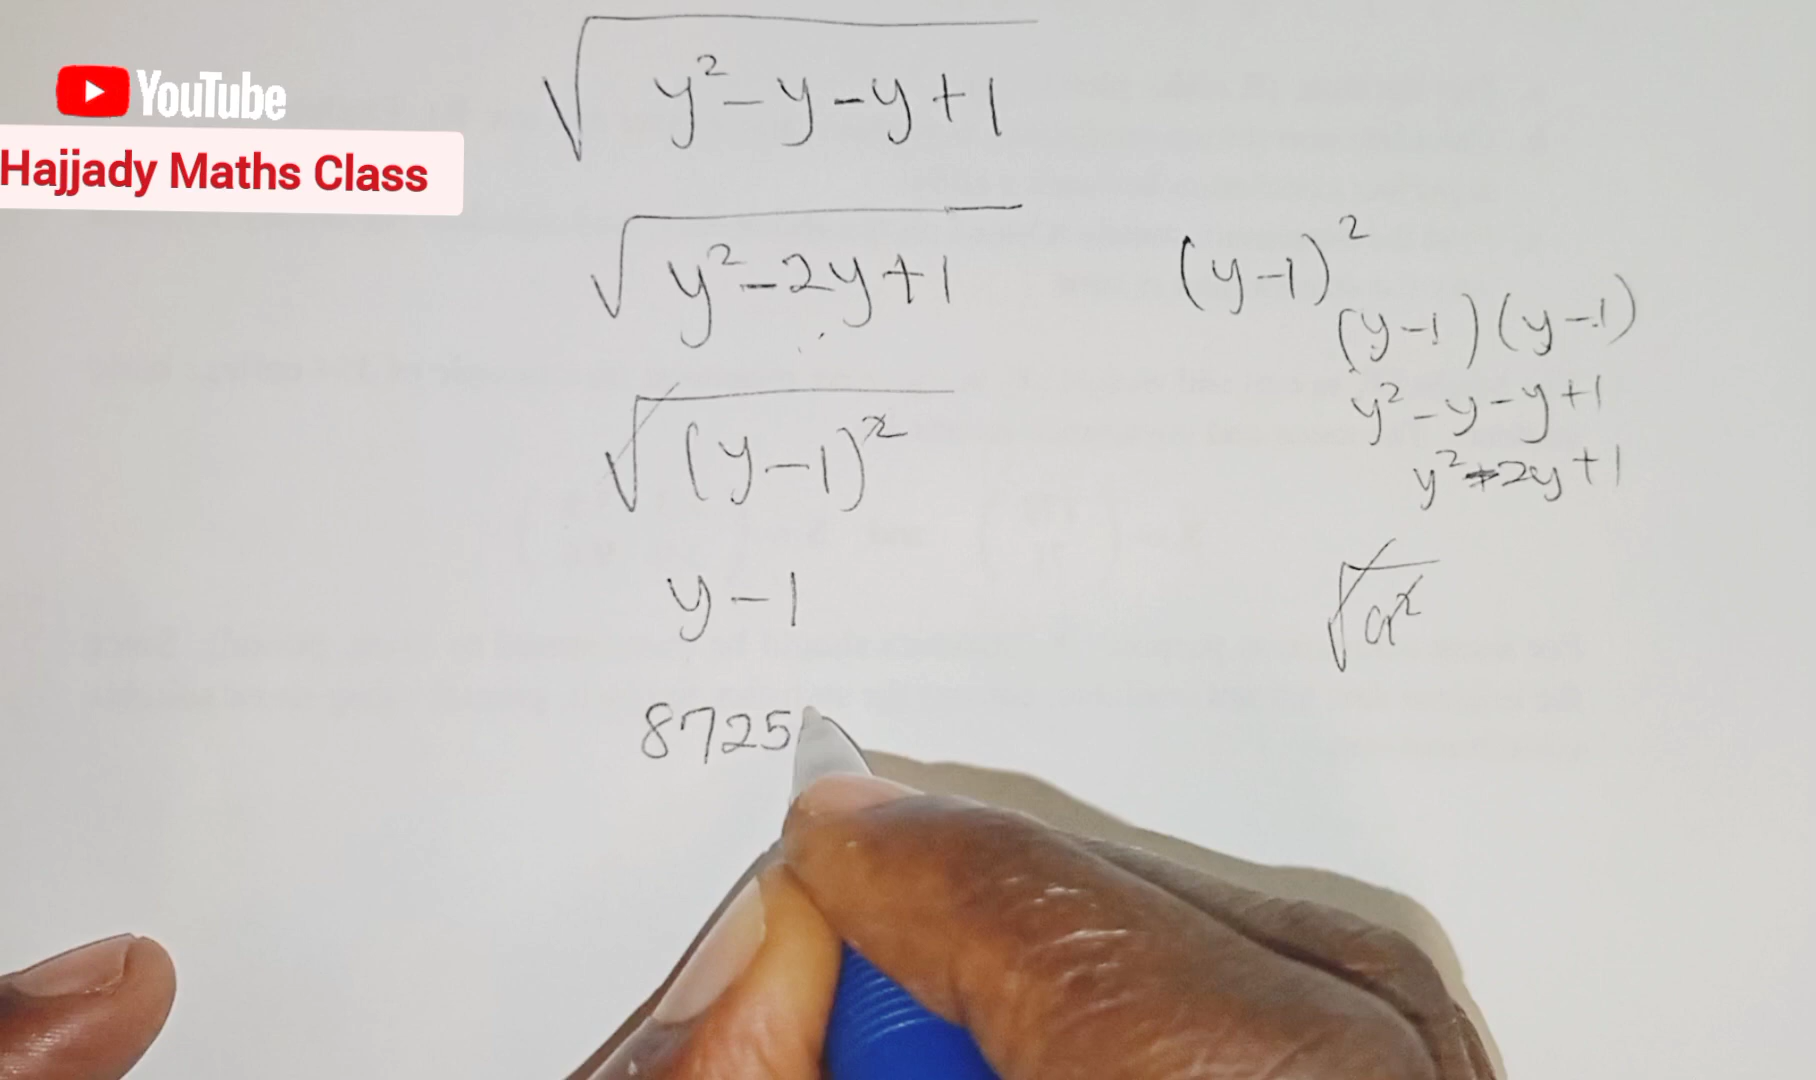 YouTube
Hajjady Maths Class
√(y² - y - y + 1)
√(y² - 2y + 1)
√((y - 1)²)
y - 1
8725
(y - 1)²
(y - 1)(y - 1)
y² - y - y + 1
y² - 2y + 1
√(a²)